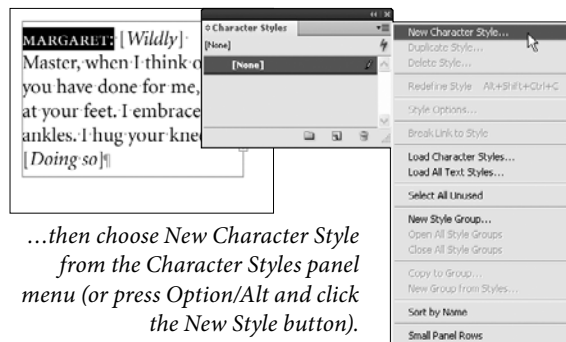 MARGARET: [Wildly]
Master, when I think o
you have done for me,
at your feet. I embrace
ankles. I hug your kne
[Doing so]¶
Character Styles
[None]
[None]
New Character Style...
Duplicate Style...
Delete Style...
Redefine Style Alt+Shift+Ctrl+C
Style Options...
Break Link to Style
Load Character Styles...
Load All Text Styles...
Select All Unused
New Style Group...
Open All Style Groups
Close All Style Groups
Copy to Group...
New Group from Styles...
Sort by Name
Small Panel Rows
…then choose New Character Style
from the Character Styles panel
menu (or press Option/Alt and click
the New Style button).